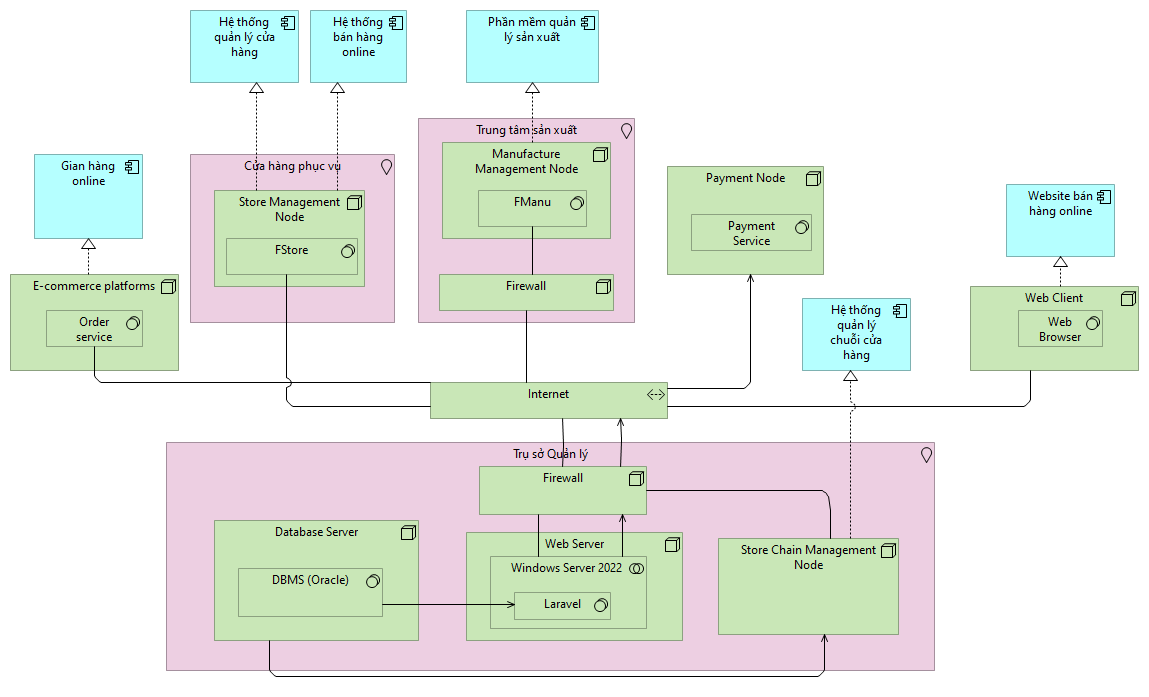 Hệ thống
quản lý cửa
hàng
Hệ thống
bán hàng
online
Phần mềm quản
lý sản xuất
Trung tâm sản xuất
Manufacture
Management Node
FManu
Firewall
Gian hàng
online
Cửa hàng phục vụ
Store Management
Node
FStore
Payment Node
Payment
Service
Website bán
hàng online
E-commerce platforms
Order
service
Hệ thống
quản lý
chuỗi cửa
hàng
Web Client
Web
Browser
Internet
Trụ sở Quản lý
Firewall
Database Server
DBMS (Oracle)
Web Server
Windows Server 2022
Laravel
Store Chain Management
Node